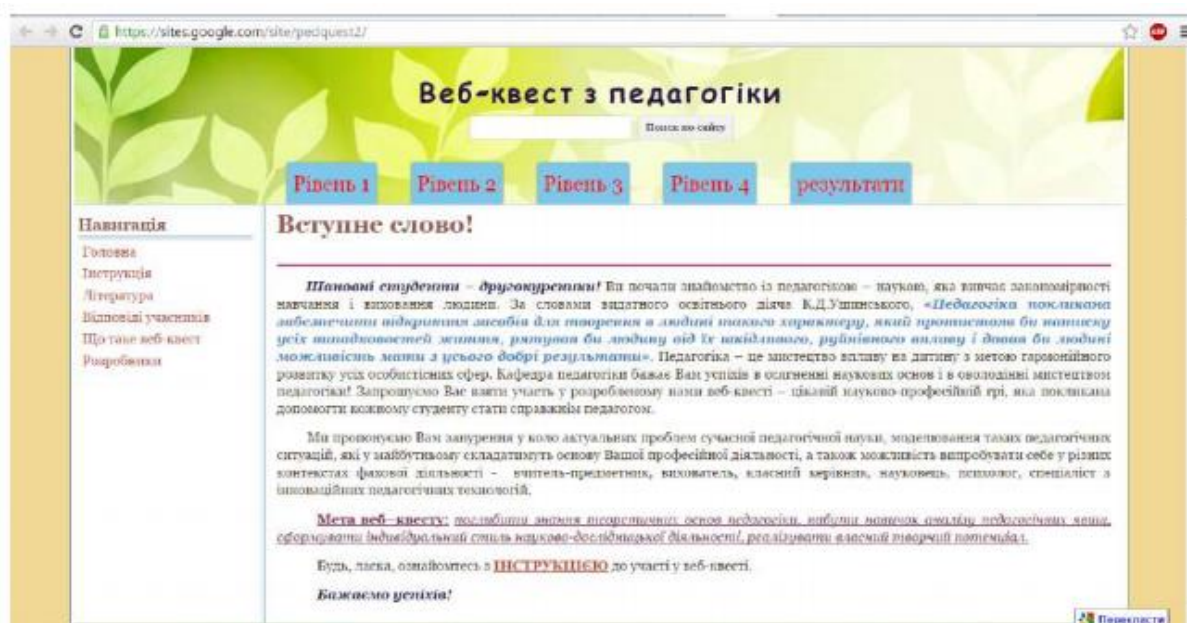 https://sites.google.com/site/pedquest2/
Веб-квест з педагогіки
Поиск по сайту
Рівень 1
Рівень 2
Рівень 3
Рівень 4
результати
Навигація
Головна
Інструкція
Література
Відповіді учасників
Що таке веб-квест
Розробники
Вступне слово!
Шановні студенти – другокурсники! Ви почали знайомство із педагогікою – наукою, яка вивчає закономірності
навчання і виховання людини. За словами видатного освітнього діяча К.Д.Ушинського, «Педагогіка покликана
забезпечити відкриття засобів для творення в людині такого характеру, який протистояв би натиску
усіх випадковостей життя, рятував би людину від їх шкідливого, руйнівного впливу і давав би людині
можливість мати з усього добрі результати». Педагогіка – це мистецтво впливу на дитину з метою гармонійного
розвитку усіх особистісних сфер. Кафедра педагогіки бажає Вам успіхів в осягненні наукових основ і в оволодінні мистецтвом
педагогіки! Запрошуємо Вас взяти участь у розробленому нами веб-квесті – цікавій науково-професійній грі, яка покликана
допомогти кожному студенту стати справжнім педагогом.
Ми пропонуємо Вам занурення у коло актуальних проблем сучасної педагогічної науки, моделювання таких педагогічних
ситуацій, які у майбутньому складатимуть основу Вашої професійної діяльності, а також можливість випробувати себе у різних
контекстах фахової діяльності – вчитель-предметник, вихователь, класний керівник, науковець, психолог, спеціаліст з
інноваційних педагогічних технологій.
Мета веб–квесту: поглибити знання теоретичних основ педагогіки, набути навичок аналізу педагогічних явищ,
сформувати індивідуальний стиль науково-дослідницької діяльності, реалізувати власний творчий потенціал.
Будь, ласка, ознайомтесь з ІНСТРУКЦІЄЮ до участі у веб-квесті.
Бажаємо успіхів!
Перекласти